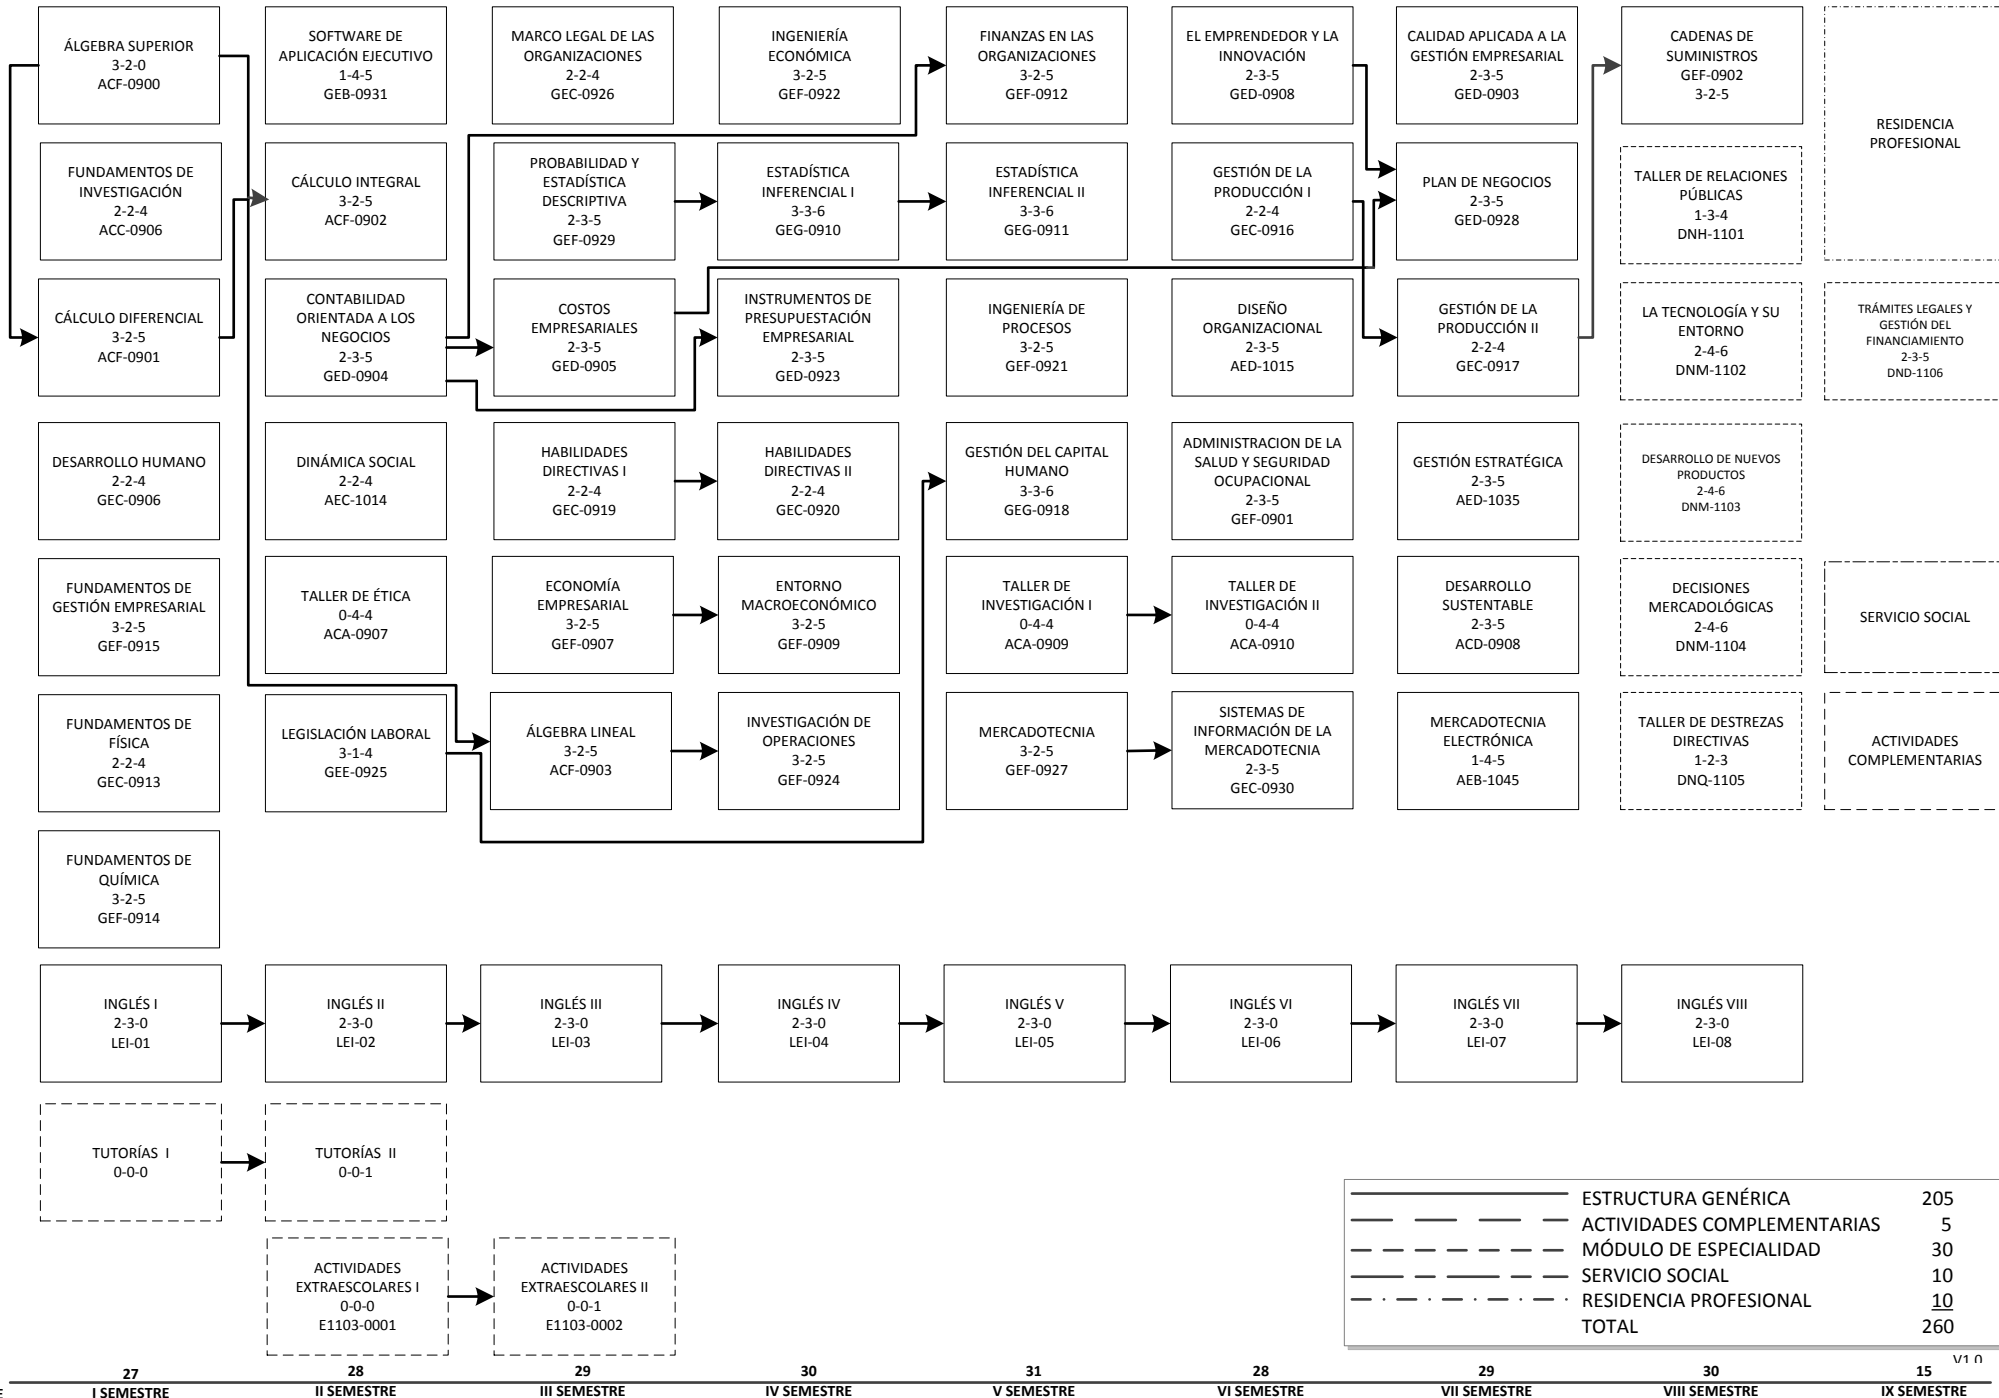 ÁLGEBRA SUPERIOR
3-2-0
ACF-0900
SOFTWARE DE
APLICACIÓN EJECUTIVO
1-4-5
GEB-0931
MARCO LEGAL DE LAS
ORGANIZACIONES
2-2-4
GEC-0926
INGENIERÍA
ECONÓMICA
3-2-5
GEF-0922
FINANZAS EN LAS
ORGANIZACIONES
3-2-5
GEF-0912
EL EMPRENDEDOR Y LA
INNOVACIÓN
2-3-5
GED-0908
CALIDAD APLICADA A LA
GESTIÓN EMPRESARIAL
2-3-5
GED-0903
CADENAS DE
SUMINISTROS
GEF-0902
3-2-5
RESIDENCIA
PROFESIONAL
FUNDAMENTOS DE
INVESTIGACIÓN
2-2-4
ACC-0906
CÁLCULO INTEGRAL
3-2-5
ACF-0902
PROBABILIDAD Y
ESTADÍSTICA
DESCRIPTIVA
2-3-5
GEF-0929
ESTADÍSTICA
INFERENCIAL I
3-3-6
GEG-0910
ESTADÍSTICA
INFERENCIAL II
3-3-6
GEG-0911
GESTIÓN DE LA
PRODUCCIÓN I
2-2-4
GEC-0916
PLAN DE NEGOCIOS
2-3-5
GED-0928
TALLER DE RELACIONES
PÚBLICAS
1-3-4
DNH-1101
CÁLCULO DIFERENCIAL
3-2-5
ACF-0901
CONTABILIDAD
ORIENTADA A LOS
NEGOCIOS
2-3-5
GED-0904
COSTOS
EMPRESARIALES
2-3-5
GED-0905
INSTRUMENTOS DE
PRESUPUESTACIÓN
EMPRESARIAL
2-3-5
GED-0923
INGENIERÍA DE
PROCESOS
3-2-5
GEF-0921
DISEÑO
ORGANIZACIONAL
2-3-5
AED-1015
GESTIÓN DE LA
PRODUCCIÓN II
2-2-4
GEC-0917
LA TECNOLOGÍA Y SU
ENTORNO
2-4-6
DNM-1102
TRÁMITES LEGALES Y
GESTIÓN DEL
FINANCIAMIENTO
2-3-5
DND-1106
DESARROLLO HUMANO
2-2-4
GEC-0906
DINÁMICA SOCIAL
2-2-4
AEC-1014
HABILIDADES
DIRECTIVAS I
2-2-4
GEC-0919
HABILIDADES
DIRECTIVAS II
2-2-4
GEC-0920
GESTIÓN DEL CAPITAL
HUMANO
3-3-6
GEG-0918
ADMINISTRACION DE LA
SALUD Y SEGURIDAD
OCUPACIONAL
2-3-5
GEF-0901
GESTIÓN ESTRATÉGICA
2-3-5
AED-1035
DESARROLLO DE NUEVOS
PRODUCTOS
2-4-6
DNM-1103
FUNDAMENTOS DE
GESTIÓN EMPRESARIAL
3-2-5
GEF-0915
TALLER DE ÉTICA
0-4-4
ACA-0907
ECONOMÍA
EMPRESARIAL
3-2-5
GEF-0907
ENTORNO
MACROECONÓMICO
3-2-5
GEF-0909
TALLER DE
INVESTIGACIÓN I
0-4-4
ACA-0909
TALLER DE
INVESTIGACIÓN II
0-4-4
ACA-0910
DESARROLLO
SUSTENTABLE
2-3-5
ACD-0908
DECISIONES
MERCADOLÓGICAS
2-4-6
DNM-1104
SERVICIO SOCIAL
FUNDAMENTOS DE
FÍSICA
2-2-4
GEC-0913
LEGISLACIÓN LABORAL
3-1-4
GEE-0925
ÁLGEBRA LINEAL
3-2-5
ACF-0903
INVESTIGACIÓN DE
OPERACIONES
3-2-5
GEF-0924
MERCADOTECNIA
3-2-5
GEF-0927
SISTEMAS DE
INFORMACIÓN DE LA
MERCADOTECNIA
2-3-5
GEC-0930
MERCADOTECNIA
ELECTRÓNICA
1-4-5
AEB-1045
TALLER DE DESTREZAS
DIRECTIVAS
1-2-3
DNQ-1105
ACTIVIDADES
COMPLEMENTARIAS
FUNDAMENTOS DE
QUÍMICA
3-2-5
GEF-0914
INGLÉS I
2-3-0
LEI-01
INGLÉS II
2-3-0
LEI-02
INGLÉS III
2-3-0
LEI-03
INGLÉS IV
2-3-0
LEI-04
INGLÉS V
2-3-0
LEI-05
INGLÉS VI
2-3-0
LEI-06
INGLÉS VII
2-3-0
LEI-07
INGLÉS VIII
2-3-0
LEI-08
TUTORÍAS I
0-0-0
TUTORÍAS II
0-0-1
ACTIVIDADES
EXTRAESCOLARES I
0-0-0
E1103-0001
ACTIVIDADES
EXTRAESCOLARES II
0-0-1
E1103-0002
ESTRUCTURA GENÉRICA 205
ACTIVIDADES COMPLEMENTARIAS 5
MÓDULO DE ESPECIALIDAD 30
SERVICIO SOCIAL 10
RESIDENCIA PROFESIONAL 10
TOTAL 260
V1.0
27 28 29 30 31 28 29 30 15
I SEMESTRE II SEMESTRE III SEMESTRE IV SEMESTRE V SEMESTRE VI SEMESTRE VII SEMESTRE VIII SEMESTRE IX SEMESTRE